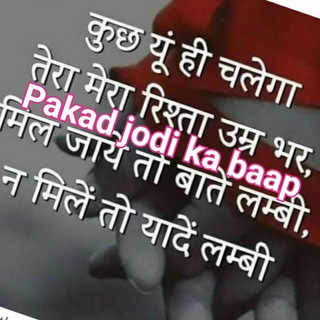 कुछ यूं ही चलेगा
तेरा मेरा रिश्ता उम्र भर,
Pakad jodi ka baap
मिल जाये तो बातें लम्बी,
न मिलें तो यादें लम्बी